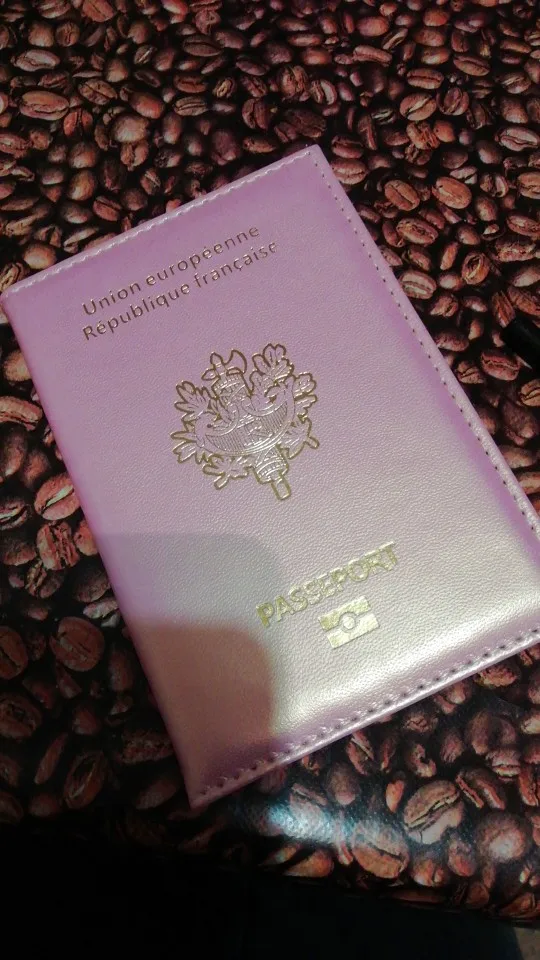 Union européenne
République française
PASSEPORT